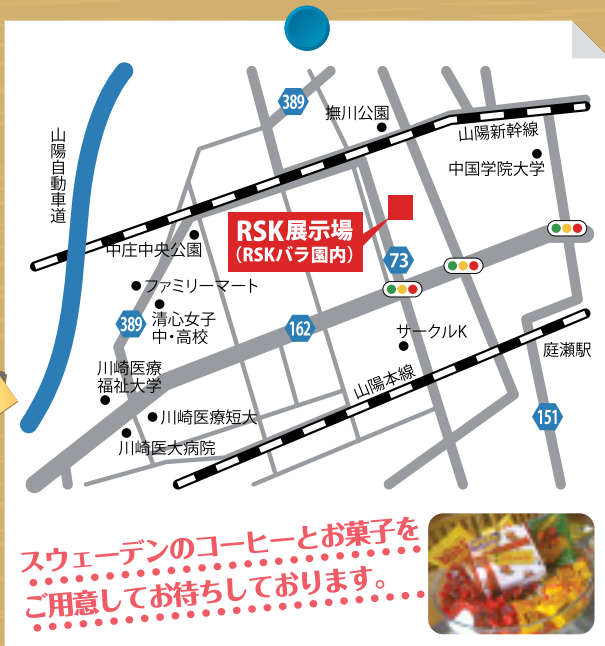 389
撫川公園
山陽新幹線
中国学院大学
山陽自動車道
RSK展示場
(RSKバラ園内)
中庄中央公園
73
ファミリーマート
清心女子
中・高校
389
162
サークルK
庭瀬駅
川崎医療
福祉大学
山陽本線
川崎医療短大
151
川崎医大病院
スウェーデンのコーヒーとお菓子を
ご用意してお待ちしております。